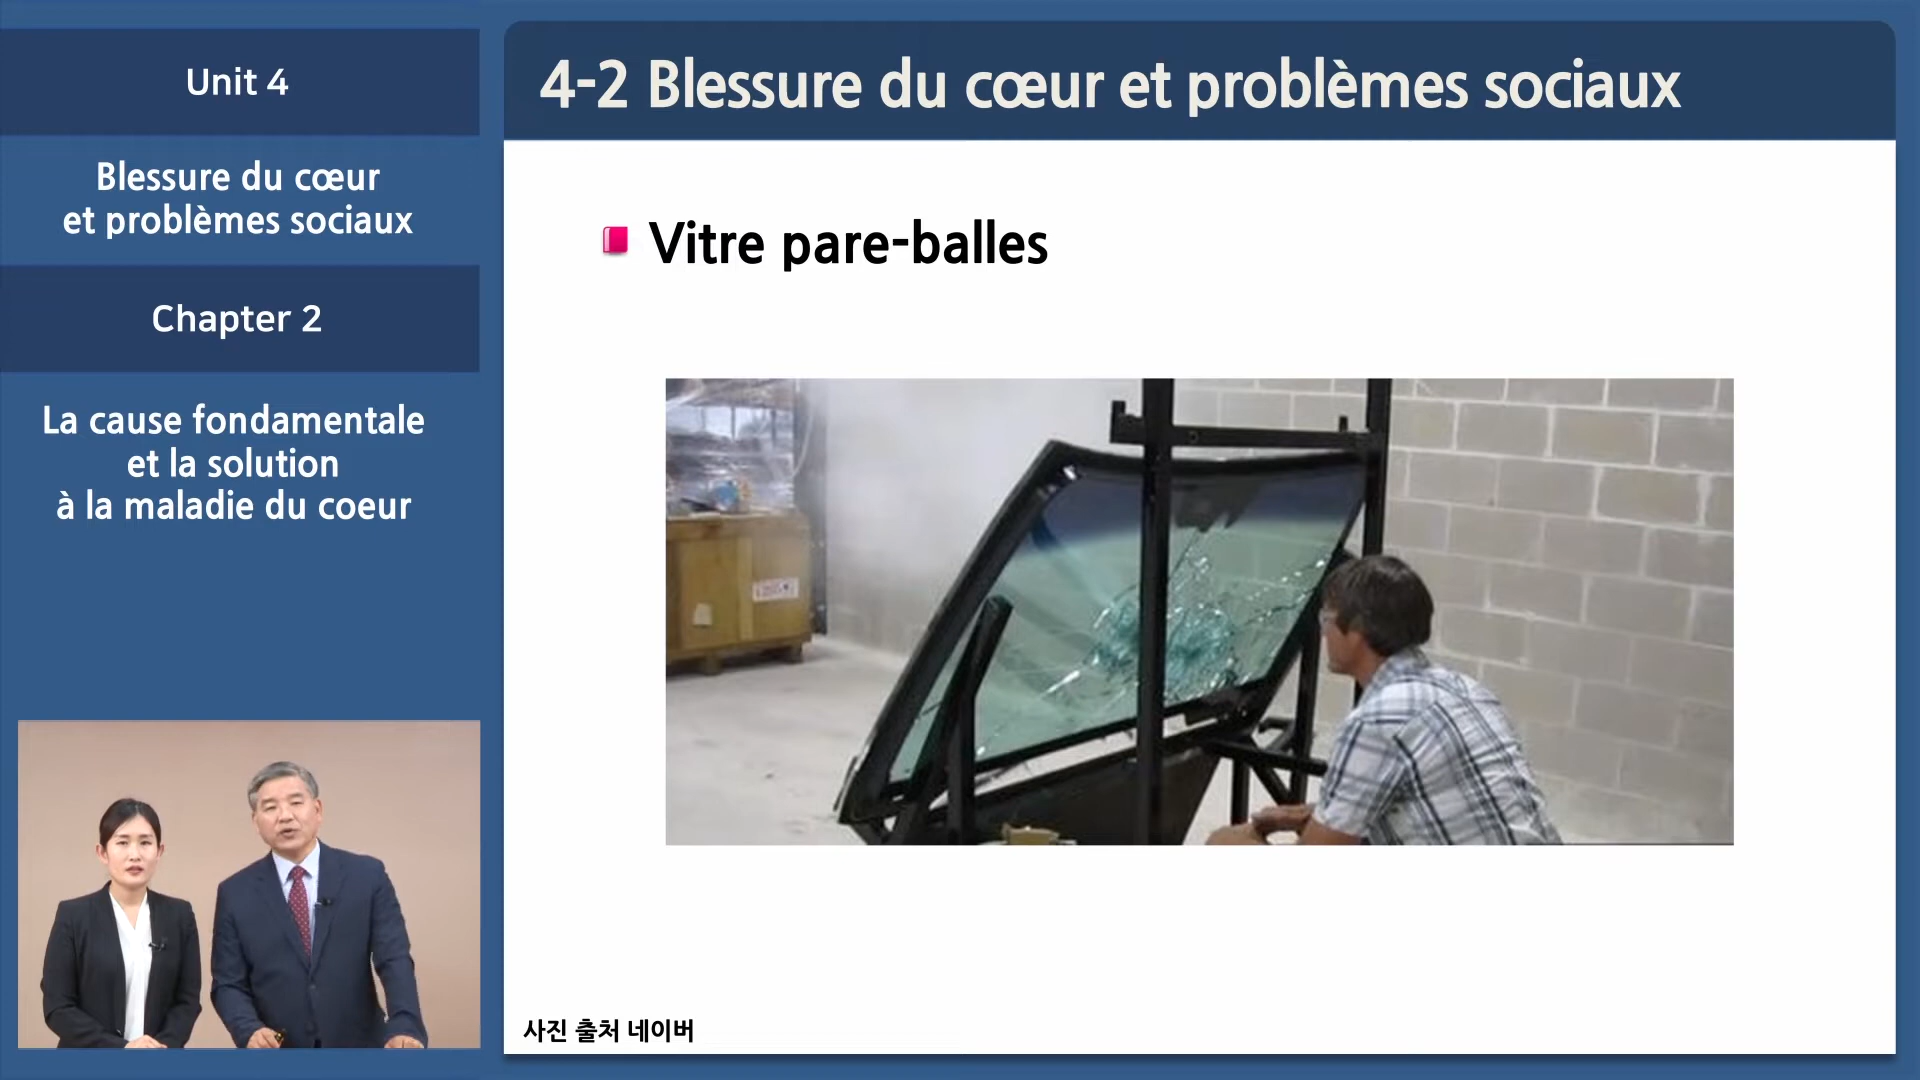 Unit 4
Blessure du cœur
et problèmes sociaux
Chapter 2
La cause fondamentale
et la solution
à la maladie du coeur
4-2 Blessure du cœur et problèmes sociaux
Vitre pare-balles
사진 출처 네이버